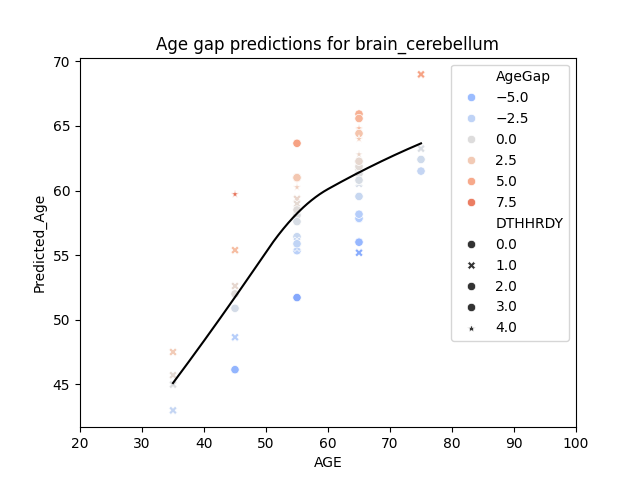 Age gap predictions for brain_cerebellum
70
65
60
55
50
45
Predicted_Age
20 30 40 50 60 70 80 90 100
AGE
AgeGap
−5.0
−2.5
0.0
2.5
5.0
7.5
DTHHRDY
0.0
1.0
2.0
3.0
4.0